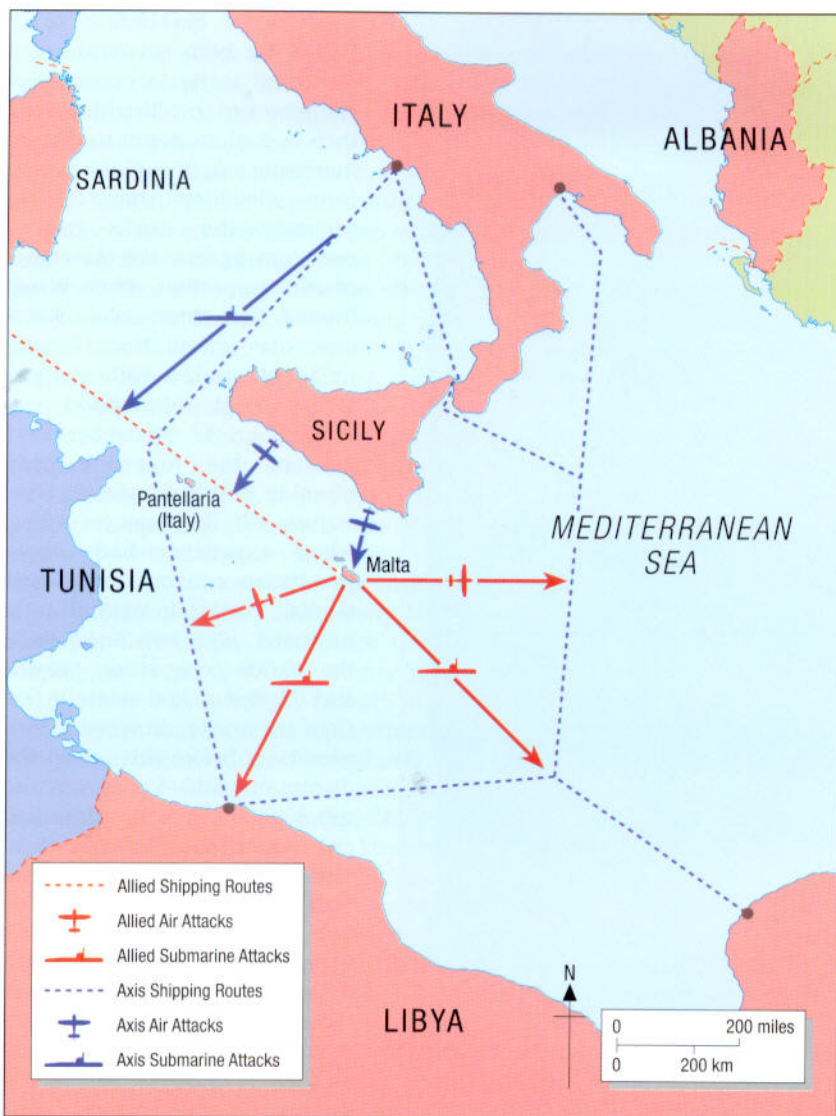 ITALY
ALBANIA
SARDINIA
SICILY
Pantellaria
(Italy)
MEDITERRANEAN
SEA
Malta
TUNISIA
LIBYA
Allied Shipping Routes
Allied Air Attacks
Allied Submarine Attacks
Axis Shipping Routes
Axis Air Attacks
Axis Submarine Attacks
N
0 200 miles
0 200 km